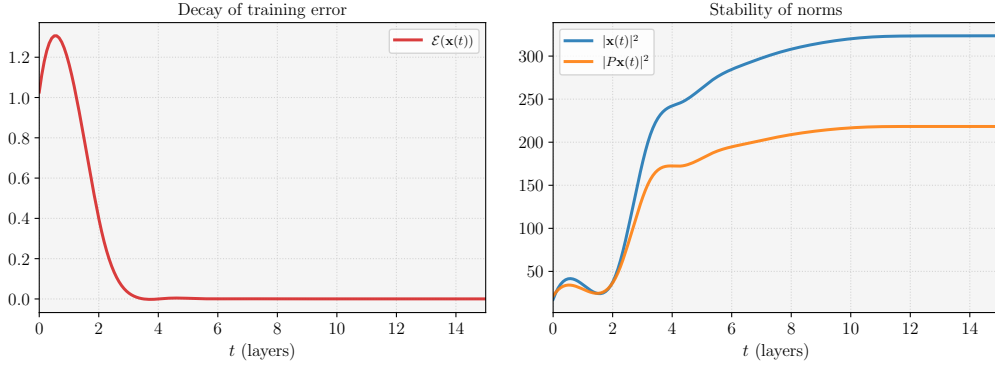 Decay of training error
1.2
1.0
0.8
0.6
0.4
0.2
0.0
0 2 4 6 8 10 12 14
t (layers)
ℰ(𝐱(t))
Stability of norms
300
250
200
150
100
50
0 2 4 6 8 10 12 14
t (layers)
|𝐱(t)|²
|P𝐱(t)|²